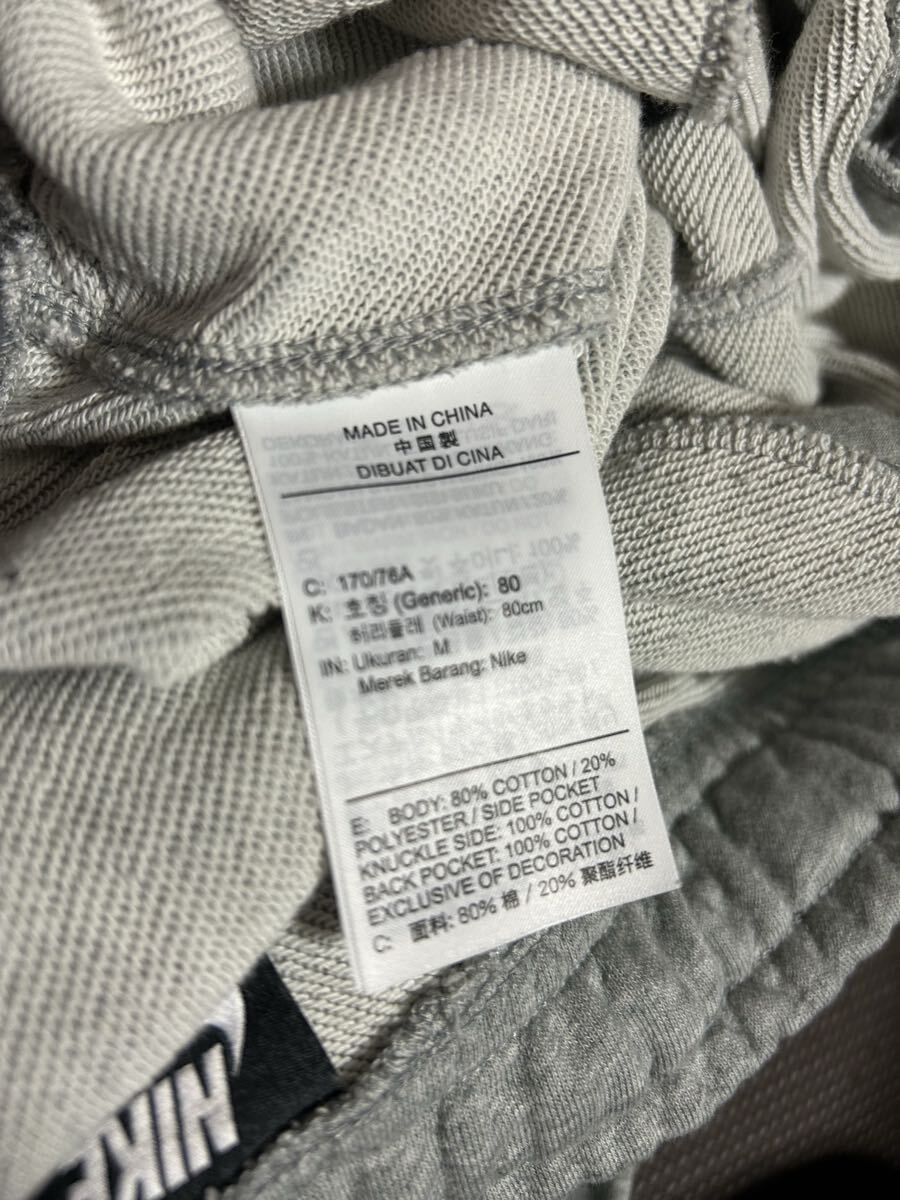 MADE IN CHINA
中国製
DIBUAT DI CINA
C: 170/76A
K: 호칭 (Generic): 80
허리둘레 (Waist): 80cm
IN: Ukuran: M
Merek Barang: Nike
E: BODY: 80% COTTON / 20%
POLYESTER / SIDE POCKET
KNUCKLE SIDE: 100% COTTON /
BACK POCKET: 100% COTTON /
EXCLUSIVE OF DECORATION
C: 面料: 80% 棉 / 20% 聚酯纤维
NIKE